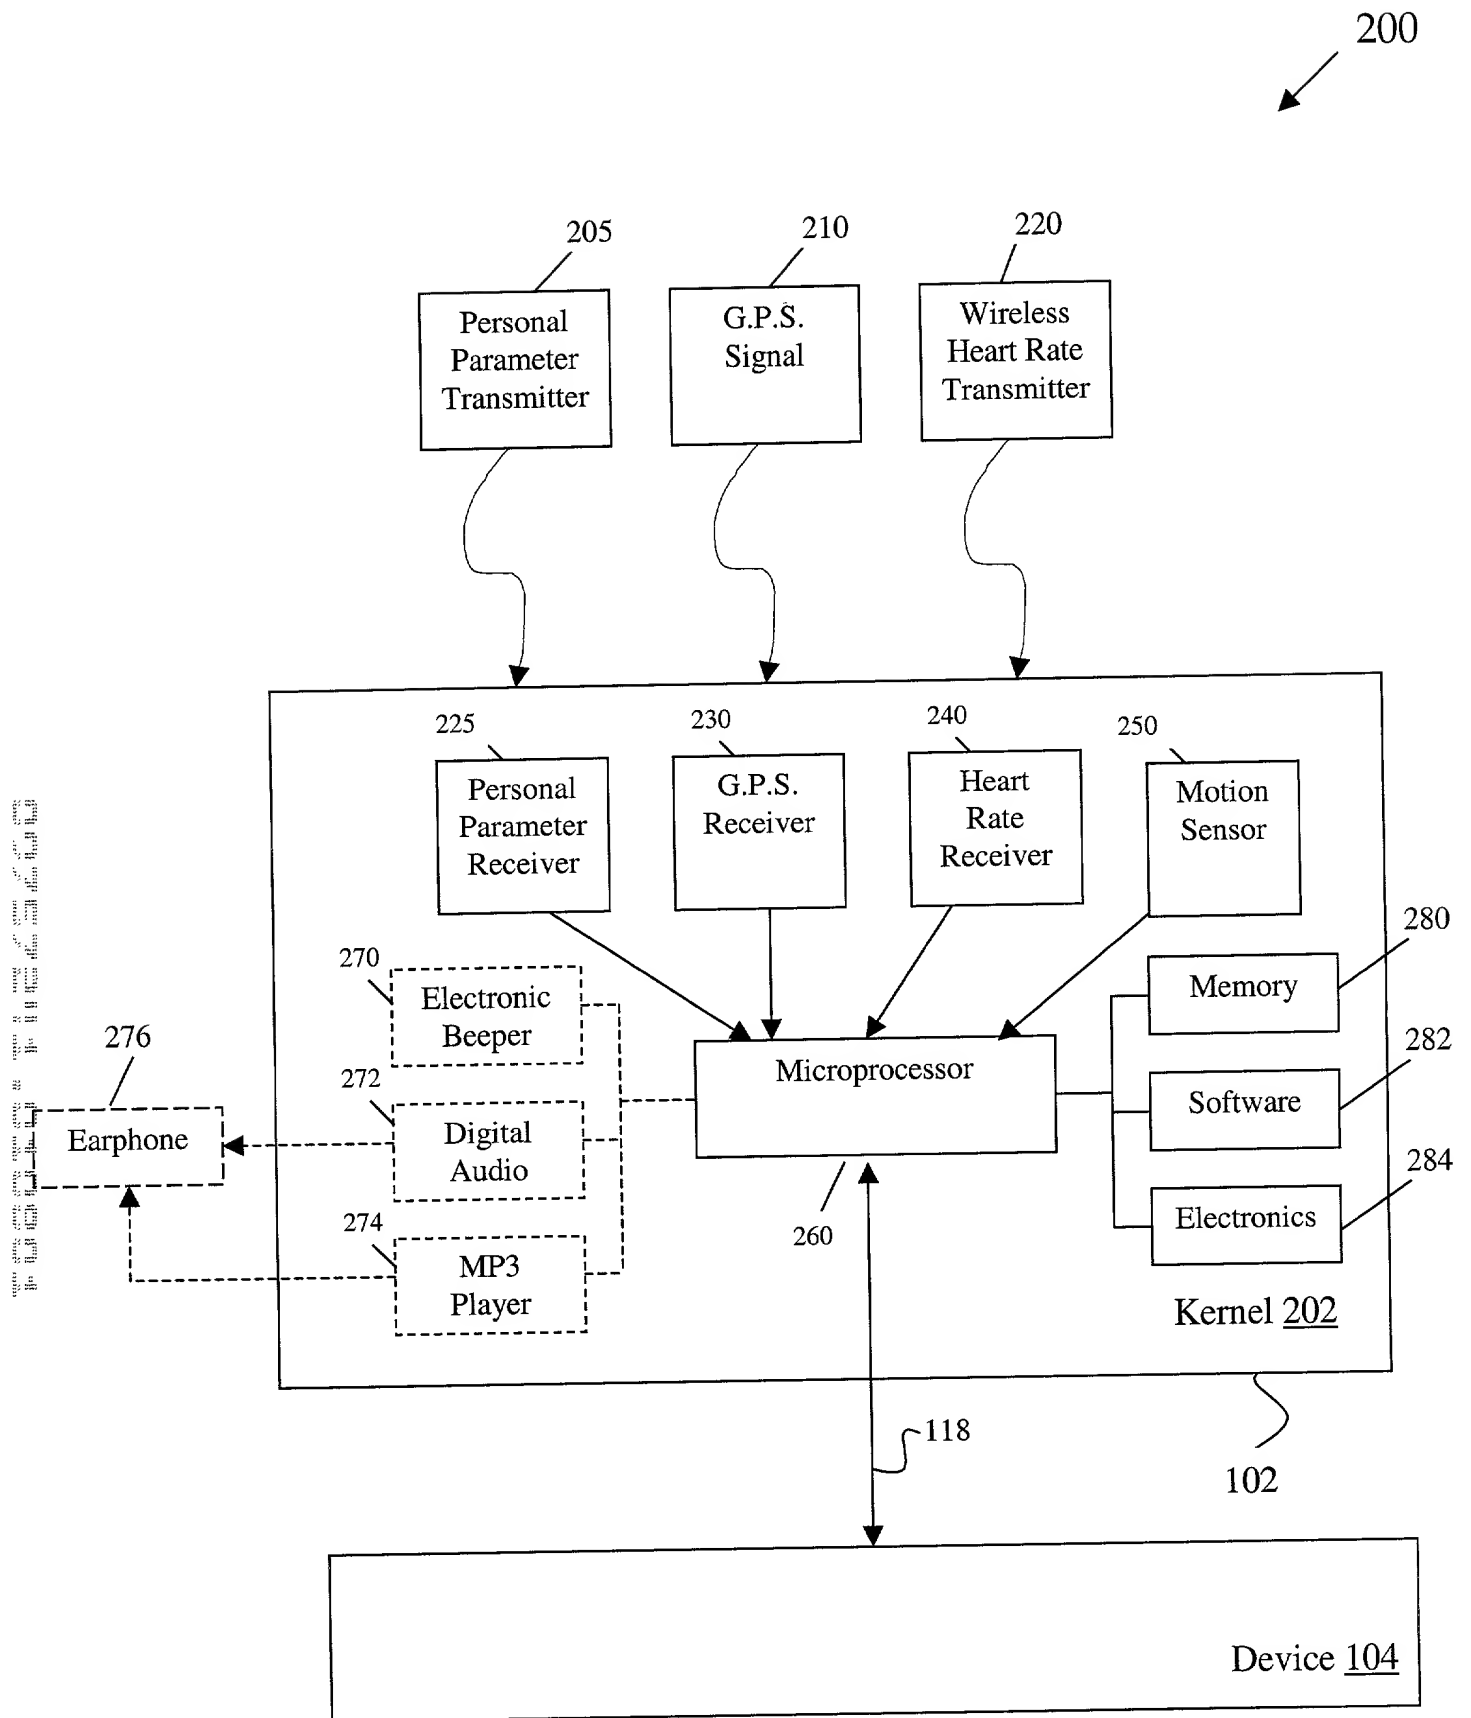 200
205
210
220
Personal
Parameter
Transmitter
G.P.S.
Signal
Wireless
Heart Rate
Transmitter
225
230
240
250
Personal
Parameter
Receiver
G.P.S.
Receiver
Heart
Rate
Receiver
Motion
Sensor
270
Electronic
Beeper
280
Memory
276
Earphone
272
Digital
Audio
Microprocessor
282
Software
274
MP3
Player
260
284
Electronics
Kernel 202
118
102
Device 104